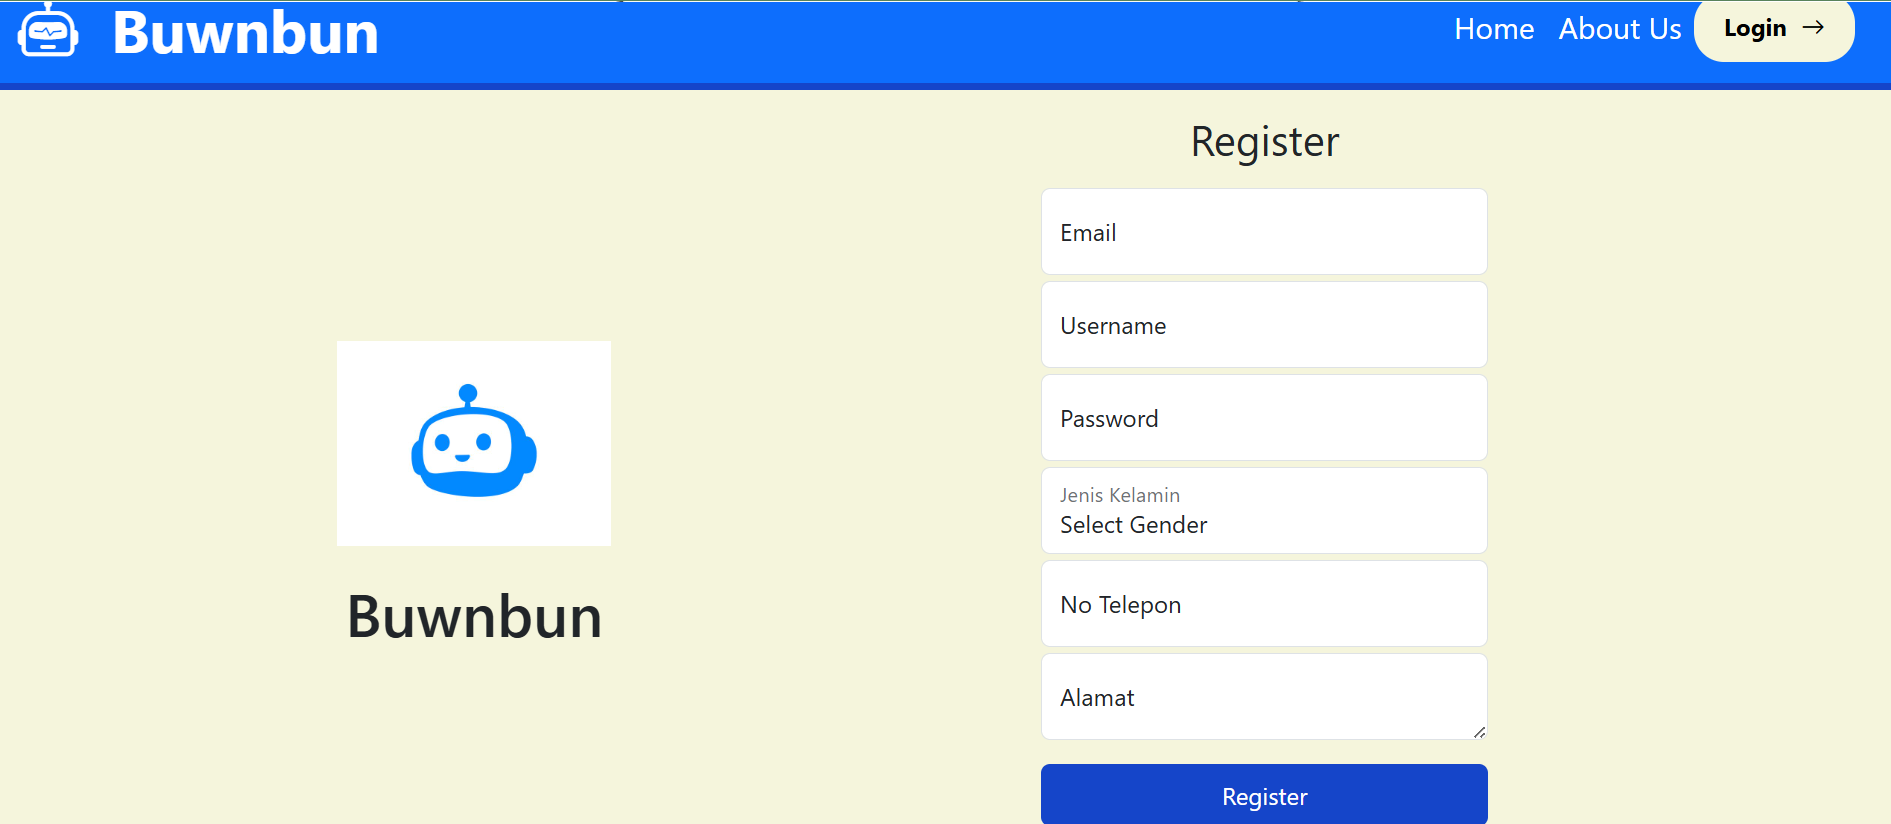 Buwnbun
Home About Us Login
Register
Email
Username
Password
Jenis Kelamin
Select Gender
No Telepon
Alamat
Register
Buwnbun